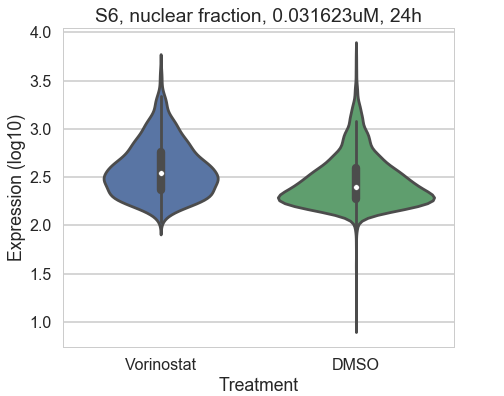 S6, nuclear fraction, 0.031623uM, 24h
4.0
3.5
3.0
2.5
2.0
1.5
1.0
Expression (log10)
Vorinostat
DMSO
Treatment